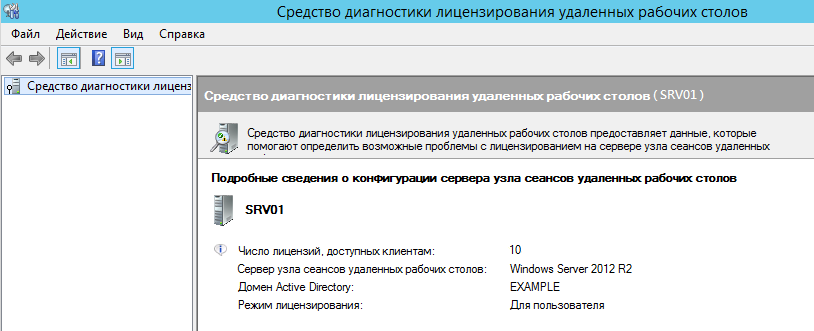 Средство диагностики лицензирования удаленных рабочих столов
Файл Действие Вид Справка
Средство диагностики лиценз
Средство диагностики лицензирования удаленных рабочих столов (SRV01)
Средство диагностики лицензирования удаленных рабочих столов предоставляет данные, которые
помогают определить возможные проблемы с лицензированием на сервере узла сеансов удаленных
Подробные сведения о конфигурации сервера узла сеансов удаленных рабочих столов
SRV01
Число лицензий, доступных клиентам: 10
Сервер узла сеансов удаленных рабочих столов: Windows Server 2012 R2
Домен Active Directory: EXAMPLE
Режим лицензирования: Для пользователя